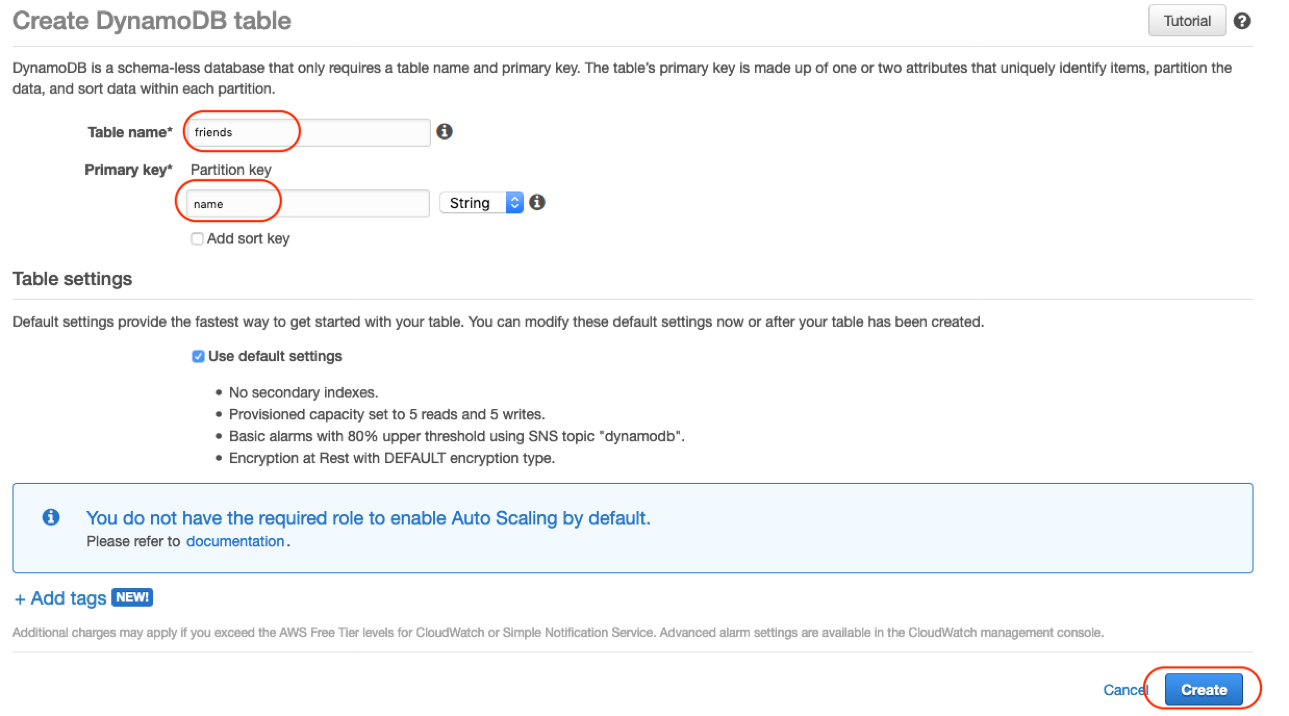 Create DynamoDB table
Tutorial
DynamoDB is a schema-less database that only requires a table name and primary key. The table's primary key is made up of one or two attributes that uniquely identify items, partition the
data, and sort data within each partition.
Table name* friends
Primary key* Partition key
name String
Add sort key
Table settings
Default settings provide the fastest way to get started with your table. You can modify these default settings now or after your table has been created.
Use default settings
• No secondary indexes.
• Provisioned capacity set to 5 reads and 5 writes.
• Basic alarms with 80% upper threshold using SNS topic "dynamodb".
• Encryption at Rest with DEFAULT encryption type.
You do not have the required role to enable Auto Scaling by default.
Please refer to documentation.
+ Add tags NEW!
Additional charges may apply if you exceed the AWS Free Tier levels for CloudWatch or Simple Notification Service. Advanced alarm settings are available in the CloudWatch management console.
Cancel Create